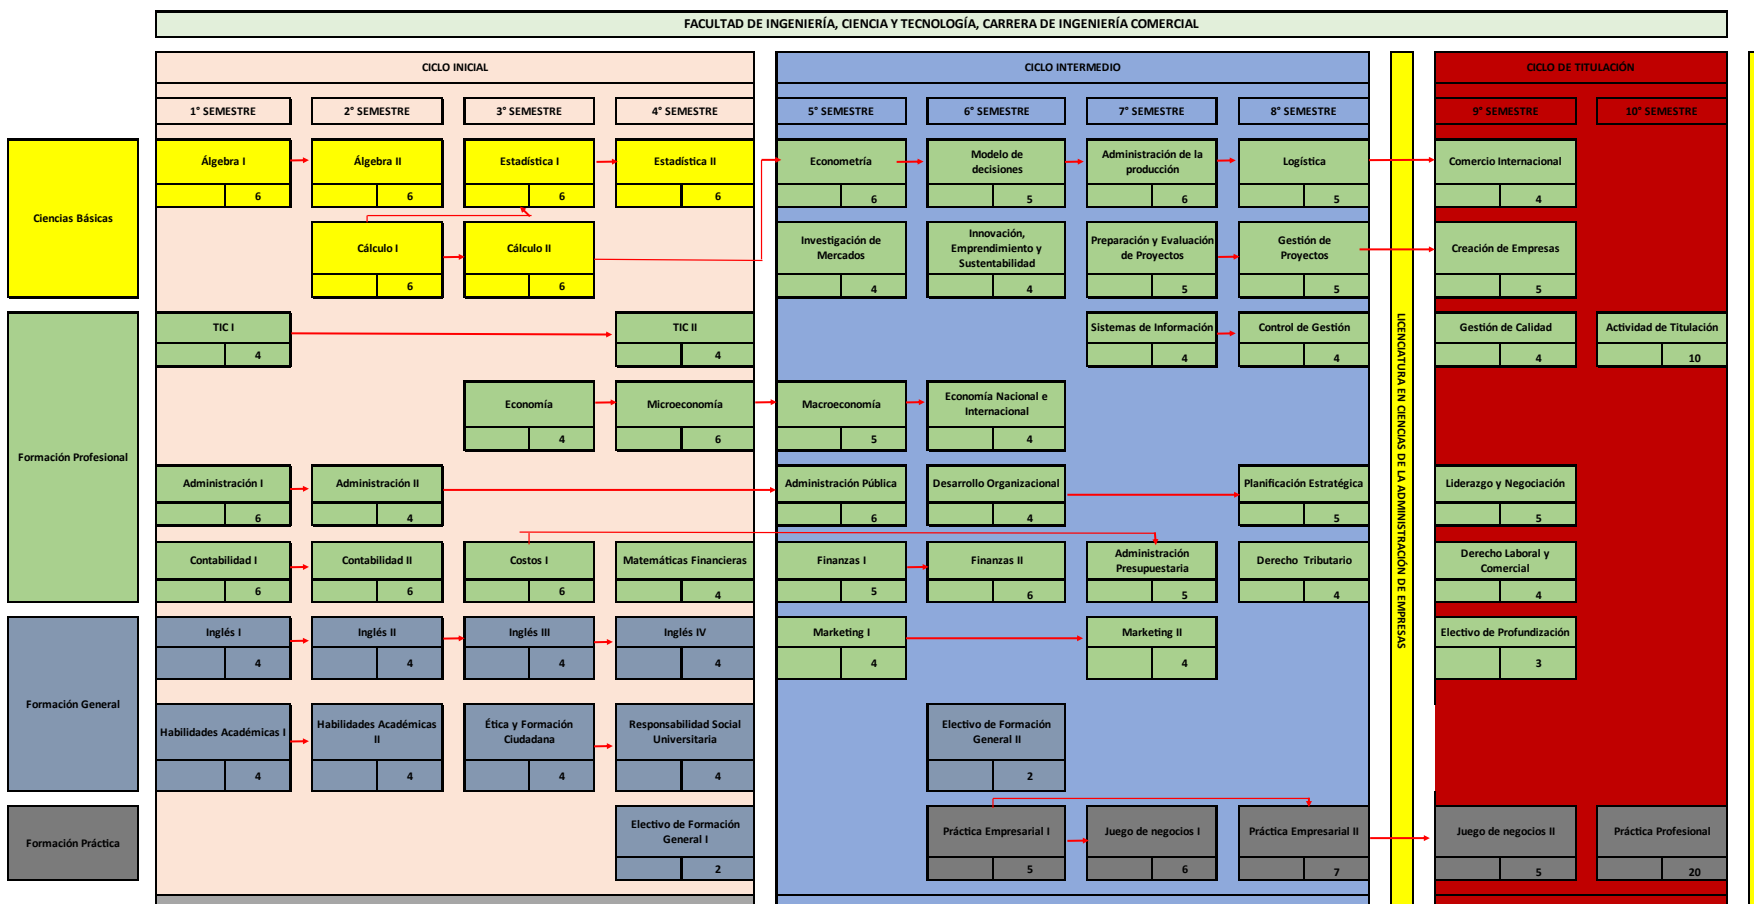 FACULTAD DE INGENIERÍA, CIENCIA Y TECNOLOGÍA, CARRERA DE INGENIERÍA COMERCIAL
CICLO INICIAL
CICLO INTERMEDIO
CICLO DE TITULACIÓN
1° SEMESTRE
2° SEMESTRE
3° SEMESTRE
4° SEMESTRE
5° SEMESTRE
6° SEMESTRE
7° SEMESTRE
8° SEMESTRE
9° SEMESTRE
10° SEMESTRE
Ciencias Básicas
Álgebra I
6
Álgebra II
6
Estadística I
6
Estadística II
6
Econometría
6
Modelo de
decisiones
5
Administración de la
producción
6
Logística
5
Comercio Internacional
4
Cálculo I
6
Cálculo II
6
Investigación de
Mercados
4
Innovación,
Emprendimiento y
Sustentabilidad
4
Preparación y Evaluación
de Proyectos
5
Gestión de
Proyectos
5
Creación de Empresas
5
LICENCIATURA EN CIENCIAS DE LA ADMINISTRACIÓN DE EMPRESAS
Formación Profesional
TIC I
4
TIC II
4
Sistemas de Información
4
Control de Gestión
4
Gestión de Calidad
4
Actividad de Titulación
10
Economía
4
Microeconomía
6
Macroeconomía
5
Economía Nacional e
Internacional
4
Administración I
6
Administración II
4
Administración Pública
6
Desarrollo Organizacional
4
Planificación Estratégica
5
Liderazgo y Negociación
5
Contabilidad I
6
Contabilidad II
6
Costos I
6
Matemáticas Financieras
4
Finanzas I
5
Finanzas II
6
Administración
Presupuestaria
5
Derecho Tributario
4
Derecho Laboral y
Comercial
4
Formación General
Inglés I
4
Inglés II
4
Inglés III
4
Inglés IV
4
Marketing I
4
Marketing II
4
Electivo de Profundización
3
Habilidades Académicas I
4
Habilidades Académicas
II
4
Ética y Formación
Ciudadana
4
Responsabilidad Social
Universitaria
4
Electivo de Formación
General II
2
Formación Práctica
Electivo de Formación
General I
2
Práctica Empresarial I
5
Juego de negocios I
6
Práctica Empresarial II
7
Juego de negocios II
5
Práctica Profesional
20